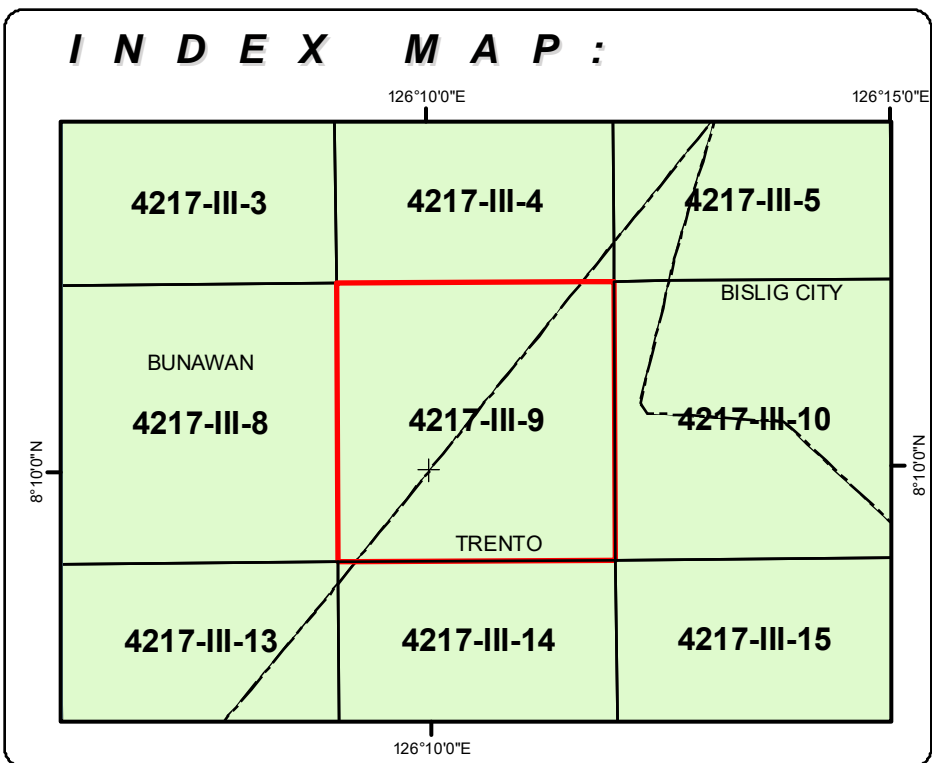 INDEX MAP:
126°10'0"E 126°15'0"E
4217-III-3 4217-III-4 4217-III-5
BISLIG CITY
BUNAWAN
4217-III-8 4217-III-9 4217-III-10
8°10'0"N 8°10'0"N
TRENTO
4217-III-13 4217-III-14 4217-III-15
126°10'0"E